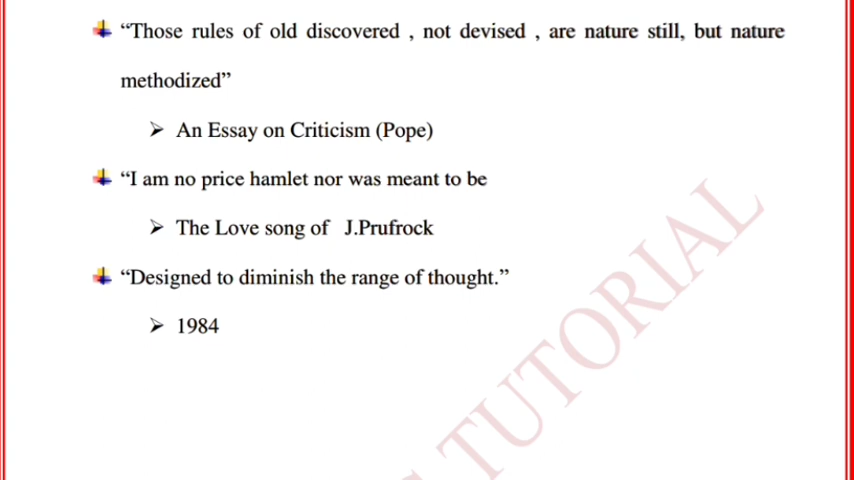 “Those rules of old discovered , not devised , are nature still, but nature
methodized”
An Essay on Criticism (Pope)
“I am no price hamlet nor was meant to be
The Love song of J.Prufrock
“Designed to diminish the range of thought.”
1984
TUTORIAL